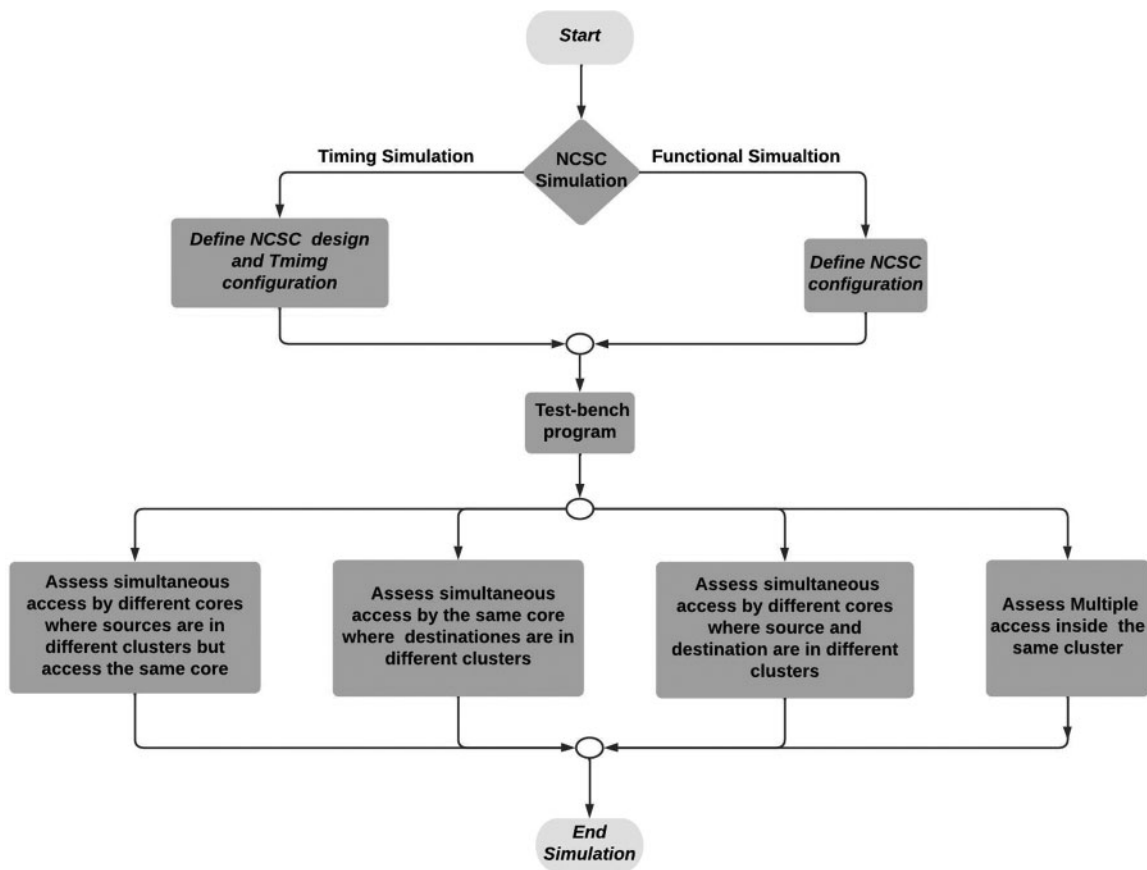 Start
Timing Simulation
NCSC
Simulation
Functional Simualtion
Define NCSC design
and Tmimg
configuration
Define NCSC
configuration
Test-bench
program
Assess simultaneous
access by different cores
where sources are in
different clusters but
access the same core
Assess simultaneous
access by the same core
where destinationes are in
different clusters
Assess simultaneous
access by different cores
where source and
destination are in different
clusters
Assess Multiple
access inside the
same cluster
End
Simulation